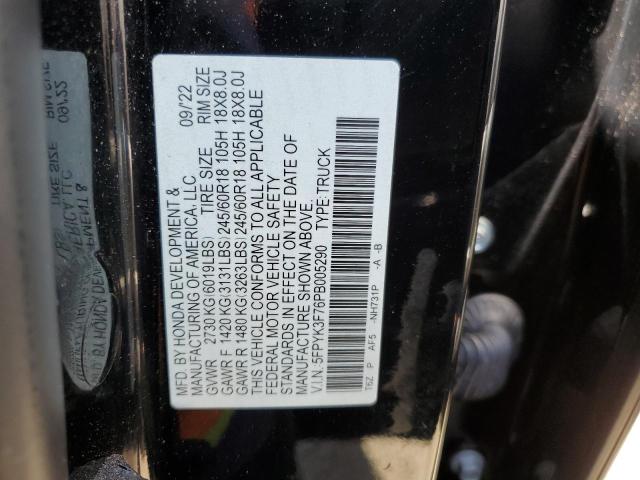 MFD. BY HONDA DEVELOPMENT &
MANUFACTURING OF AMERICA, LLC 09/'22
GVWR 2730 KG(6019LBS) TIRE SIZE RIM SIZE
GAWR F 1420 KG(3131LBS) 245/60R18 105H 18X8.0J
GAWR R 1480 KG(3263LBS) 245/60R18 105H 18X8.0J
THIS VEHICLE CONFORMS TO ALL APPLICABLE
FEDERAL MOTOR VEHICLE SAFETY
STANDARDS IN EFFECT ON THE DATE OF
MANUFACTURE SHOWN ABOVE.
V.I.N.:5FPYK3F76PB005290 TYPE:TRUCK
T6Z P AF5 -NH731P -A -B